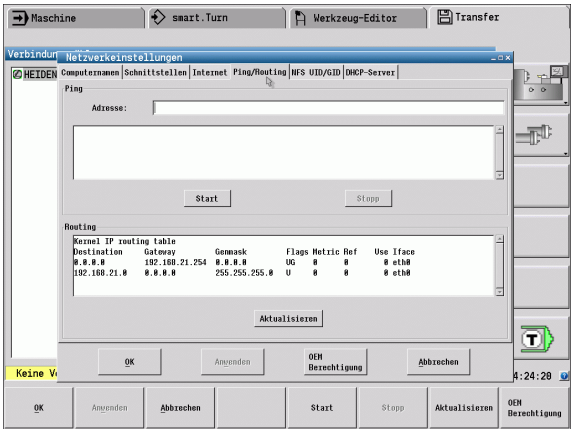 Maschine smart.Turn Werkzeug-Editor Transfer
Netzwerkeinstellungen
HEIDEN
Computernamen Schnittstellen Internet Ping/Routing NFS UID/GID DHCP-Server
Ping
Adresse:
Start Stopp
Routing
Kernel IP routing table
Destination Gateway Genmask Flags Metric Ref Use Iface
0.0.0.0 192.168.21.254 0.0.0.0 UG 0 0 0 eth0
192.168.21.0 0.0.0.0 255.255.255.0 U 0 0 0 eth0
Aktualisieren
T
OK Anwenden OEM Berechtigung Abbrechen
Keine 4:24:20
OK Anwenden Abbrechen Start Stopp Aktualisieren OEM Berechtigung